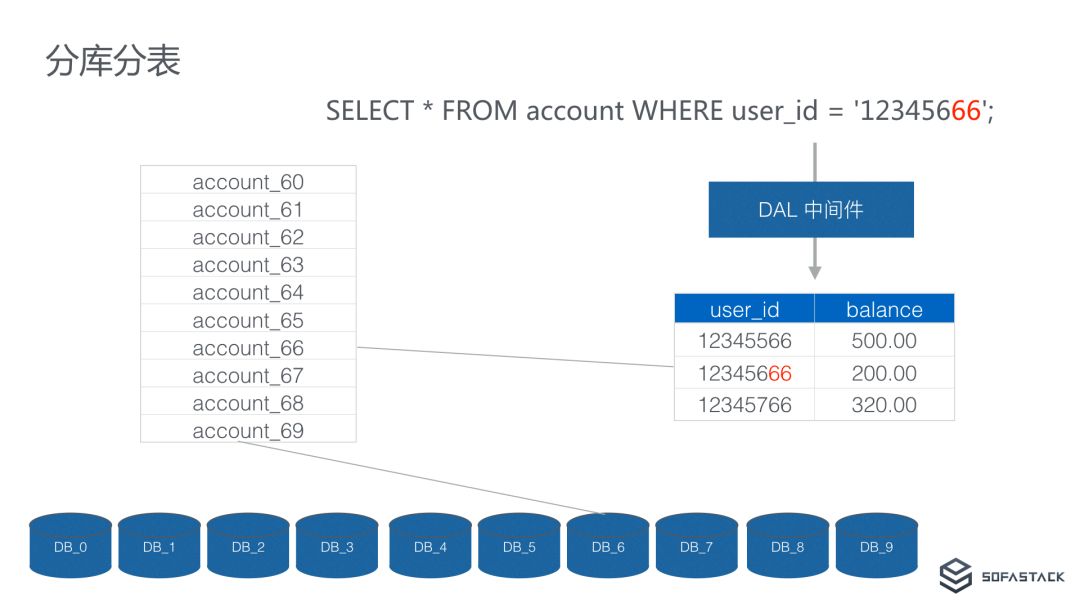 分库分表
SELECT * FROM account WHERE user_id = '12345666';
account_60
account_61
account_62
account_63
account_64
account_65
account_66
account_67
account_68
account_69
DAL 中间件
user_id balance
12345566 500.00
12345666 200.00
12345766 320.00
DB_0 DB_1 DB_2 DB_3 DB_4 DB_5 DB_6 DB_7 DB_8 DB_9
SOFASTACK